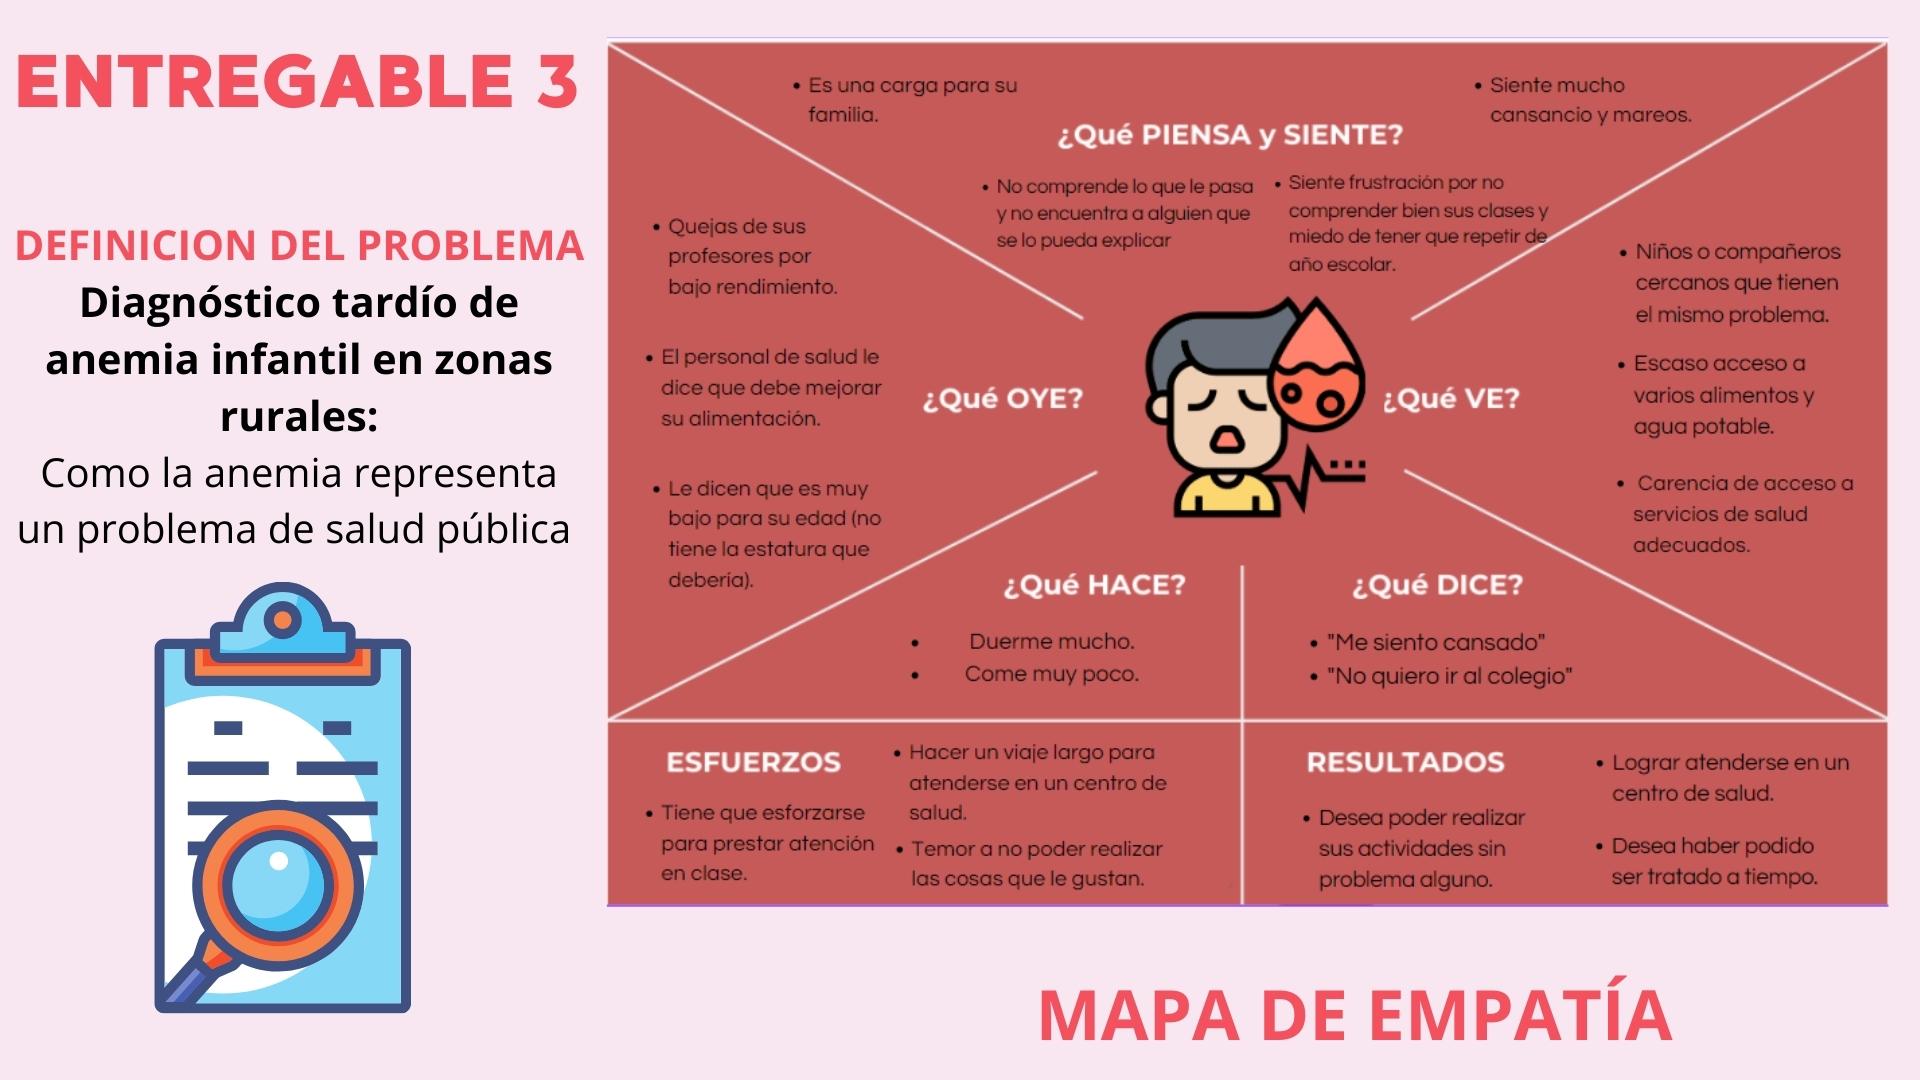 ENTREGABLE 3
DEFINICION DEL PROBLEMA
Diagnóstico tardío de
anemia infantil en zonas
rurales:
Como la anemia representa
un problema de salud pública
• Es una carga para su
familia.
• Siente mucho
cansancio y mareos.
¿Qué PIENSA y SIENTE?
• No comprende lo que le pasa
y no encuentra a alguien que
se lo pueda explicar
• Siente frustración por no
comprender bien sus clases y
miedo de tener que repetir de
año escolar.
• Quejas de sus
profesores por
bajo rendimiento.
• El personal de salud le
dice que debe mejorar
su alimentación.
• Le dicen que es muy
bajo para su edad (no
tiene la estatura que
debería).
¿Qué OYE?
¿Qué VE?
• Niños o compañeros
cercanos que tienen
el mismo problema.
• Escaso acceso a
varios alimentos y
agua potable.
• Carencia de acceso a
servicios de salud
adecuados.
¿Qué HACE?
• Duerme mucho.
• Come muy poco.
¿Qué DICE?
• "Me siento cansado"
• "No quiero ir al colegio"
ESFUERZOS
• Tiene que esforzarse
para prestar atención
en clase.
• Hacer un viaje largo para
atenderse en un centro de
salud.
• Temor a no poder realizar
las cosas que le gustan.
RESULTADOS
• Desea poder realizar
sus actividades sin
problema alguno.
• Lograr atenderse en un
centro de salud.
• Desea haber podido
ser tratado a tiempo.
MAPA DE EMPATÍA